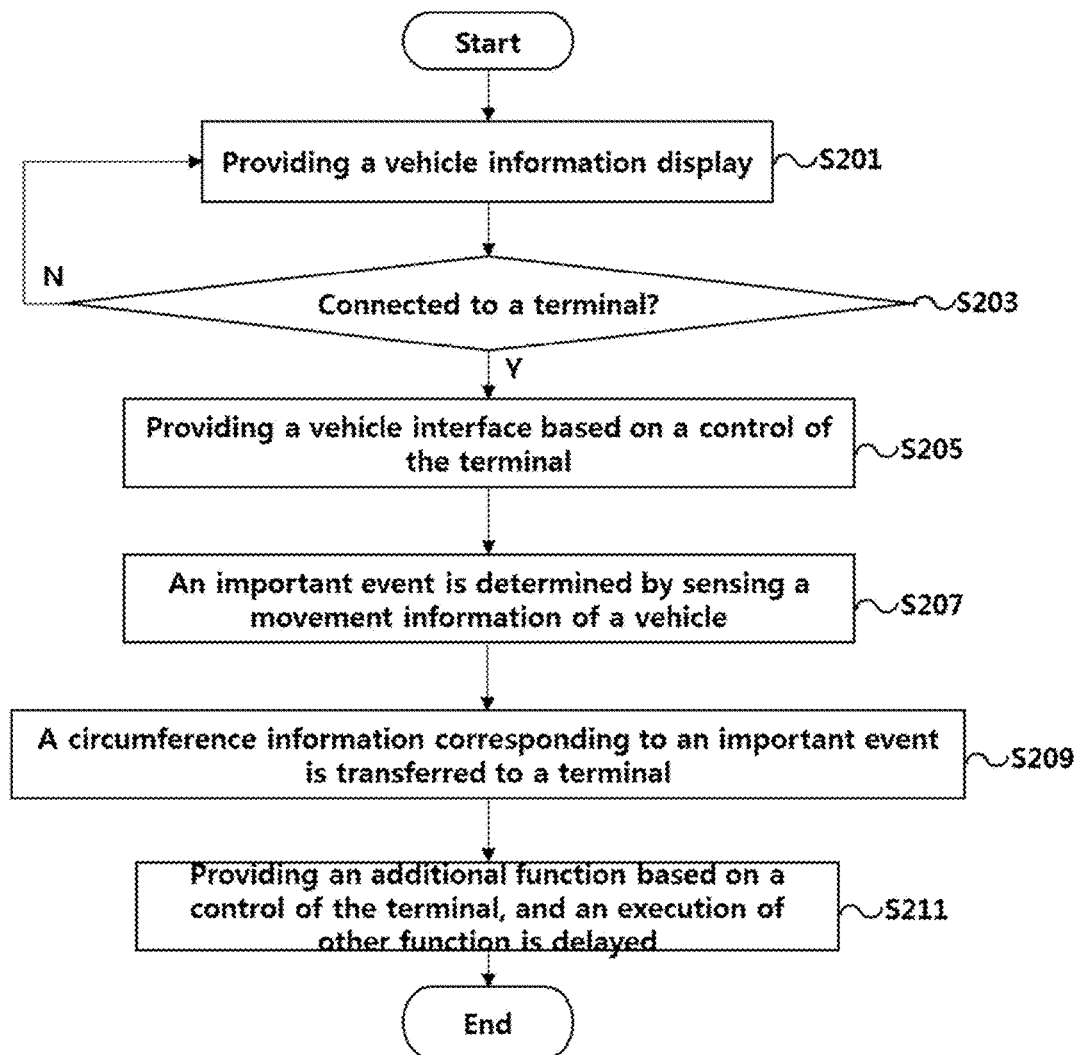 Start
Providing a vehicle information display
S201
N
Connected to a terminal?
S203
Y
Providing a vehicle interface based on a control of
the terminal
S205
An important event is determined by sensing a
movement information of a vehicle
S207
A circumference information corresponding to an important event
is transferred to a terminal
S209
Providing an additional function based on a
control of the terminal, and an execution of
other function is delayed
S211
End